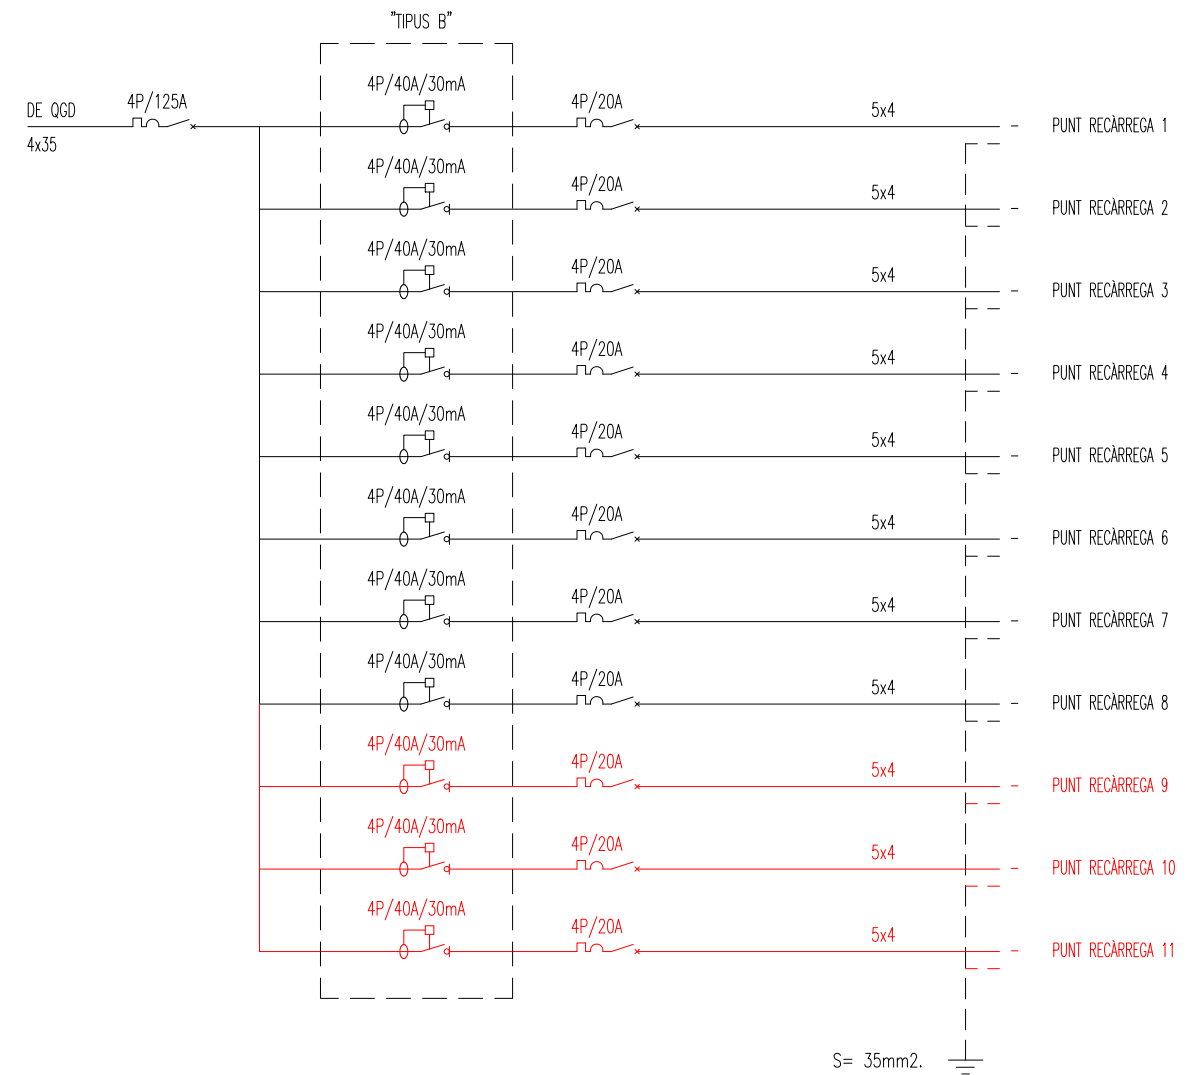 "TIPUS B"
DE QGD
4x35
4P/125A
4P/40A/30mA
4P/20A
5x4
- PUNT RECÀRREGA 1
4P/40A/30mA
4P/20A
5x4
- PUNT RECÀRREGA 2
4P/40A/30mA
4P/20A
5x4
- PUNT RECÀRREGA 3
4P/40A/30mA
4P/20A
5x4
- PUNT RECÀRREGA 4
4P/40A/30mA
4P/20A
5x4
- PUNT RECÀRREGA 5
4P/40A/30mA
4P/20A
5x4
- PUNT RECÀRREGA 6
4P/40A/30mA
4P/20A
5x4
- PUNT RECÀRREGA 7
4P/40A/30mA
4P/20A
5x4
- PUNT RECÀRREGA 8
4P/40A/30mA
4P/20A
5x4
- PUNT RECÀRREGA 9
4P/40A/30mA
4P/20A
5x4
- PUNT RECÀRREGA 10
4P/40A/30mA
4P/20A
5x4
- PUNT RECÀRREGA 11
S= 35mm2.